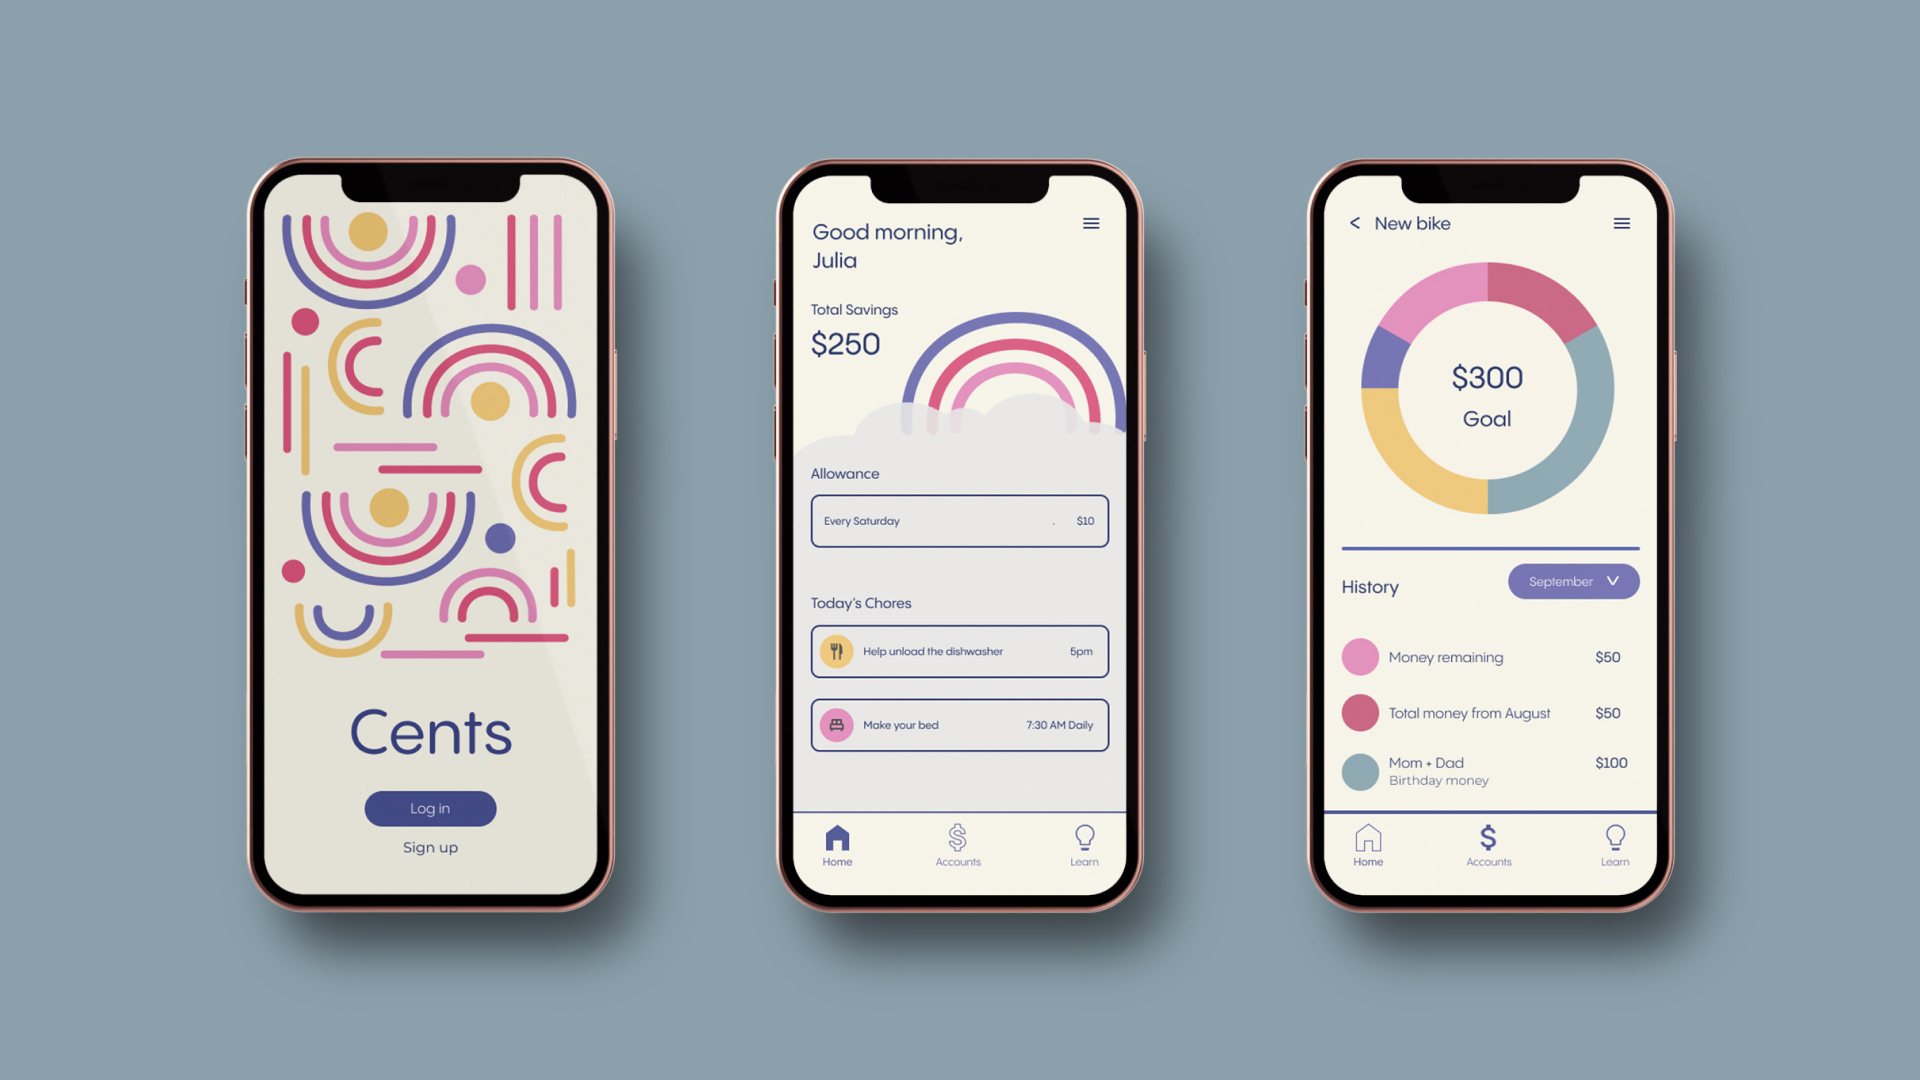 Cents
Log in
Sign up
Good morning,
Julia
Total Savings
$250
Allowance
Every Saturday . $10
Today's Chores
Help unload the dishwasher 5pm
Make your bed 7:30 AM Daily
Home Accounts Learn
< New bike
$300
Goal
History September
Money remaining $50
Total money from August $50
Mom + Dad $100
Birthday money
Home Accounts Learn